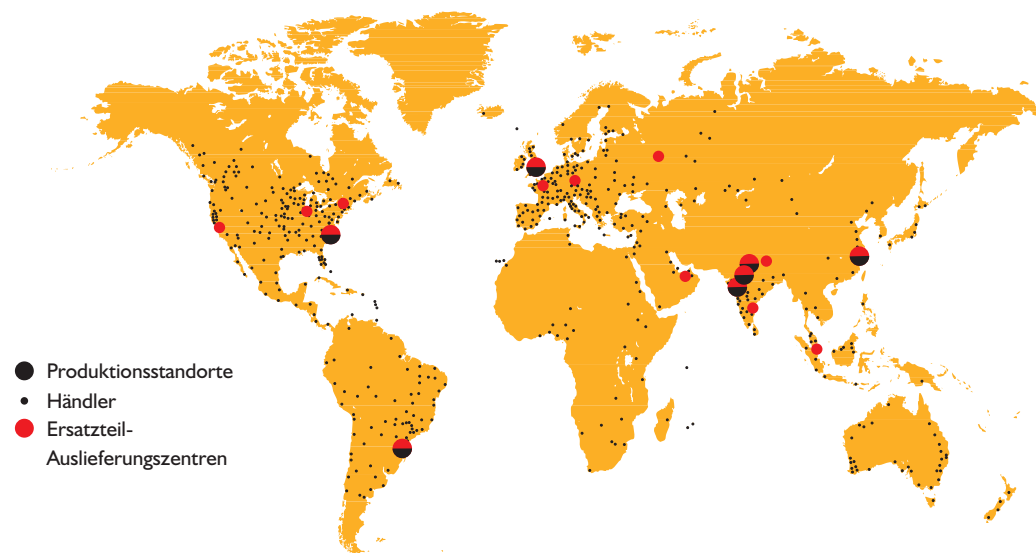 Produktionsstandorte
Händler
Ersatzteil-
Auslieferungszentren